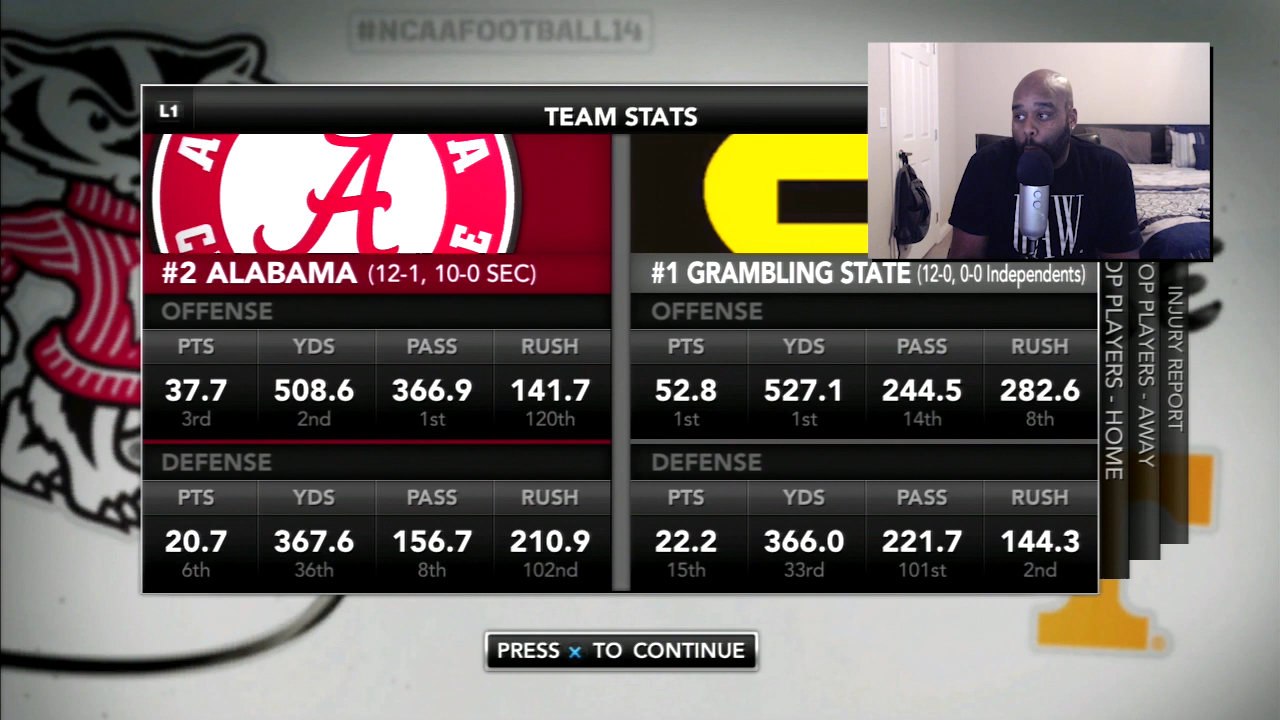 #NCAAFOOTBALL14
L1
TEAM STATS
A A
C E
A
#2 ALABAMA (12-1, 10-0 SEC)
OFFENSE
PTS YDS PASS RUSH
37.7 508.6 366.9 141.7
3rd 2nd 1st 120th
DEFENSE
PTS YDS PASS RUSH
20.7 367.6 156.7 210.9
6th 36th 8th 102nd
#1 GRAMBLING STATE (12-0, 0-0 Independents)
OFFENSE
PTS YDS PASS RUSH
52.8 527.1 244.5 282.6
1st 1st 14th 8th
DEFENSE
PTS YDS PASS RUSH
22.2 366.0 221.7 144.3
15th 33rd 101st 2nd
OP PLAYERS - HOME
OP PLAYERS - AWAY
INJURY REPORT
PRESS × TO CONTINUE
T